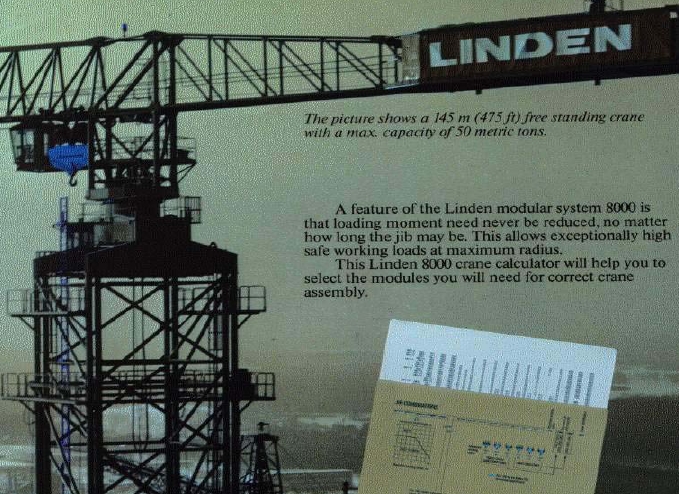 LINDEN
The picture shows a 145 m (475 ft) free standing crane
with a max. capacity of 50 metric tons.
A feature of the Linden modular system 8000 is
that loading moment need never be reduced, no matter
how long the jib may be. This allows exceptionally high
safe working loads at maximum radius.
This Linden 8000 crane calculator will help you to
select the modules you will need for correct crane
assembly.